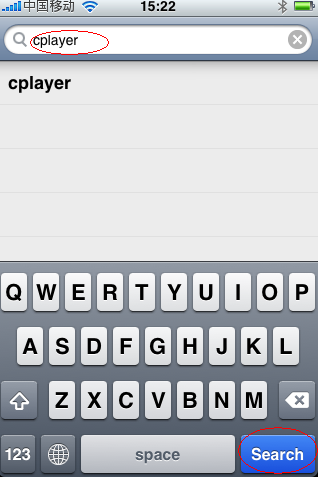 中国移动 15:22
cplayer
cplayer
Q W E R T Y U I O P
A S D F G H J K L
Z X C V B N M
123 space Search